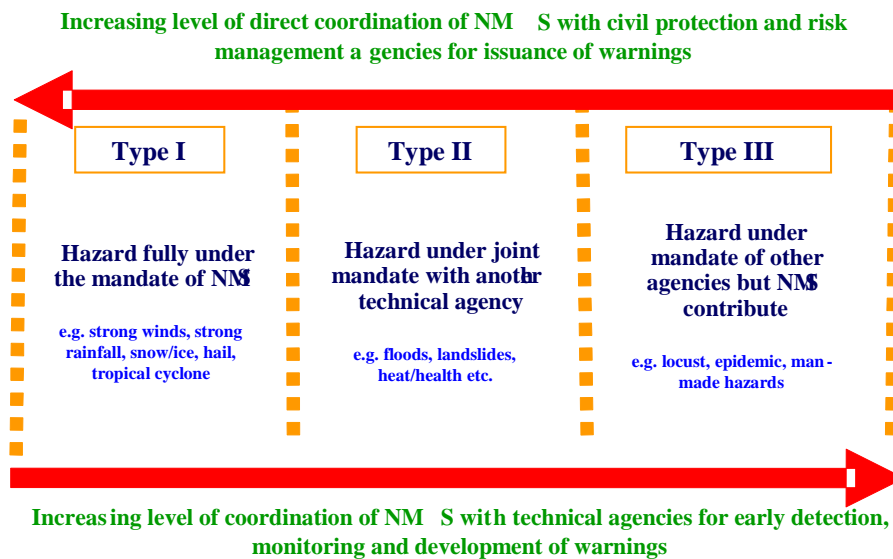 Increasing level of direct coordination of NM S with civil protection and risk
management a gencies for issuance of warnings
Type I
Type II
Type III
Hazard fully under
the mandate of NMS
e.g. strong winds, strong
rainfall, snow/ice, hail,
tropical cyclone
Hazard under joint
mandate with another
technical agency
e.g. floods, landslides,
heat/health etc.
Hazard under
mandate of other
agencies but NMS
contribute
e.g. locust, epidemic, man-
made hazards
Increasing level of coordination of NM S with technical agencies for early detection,
monitoring and development of warnings